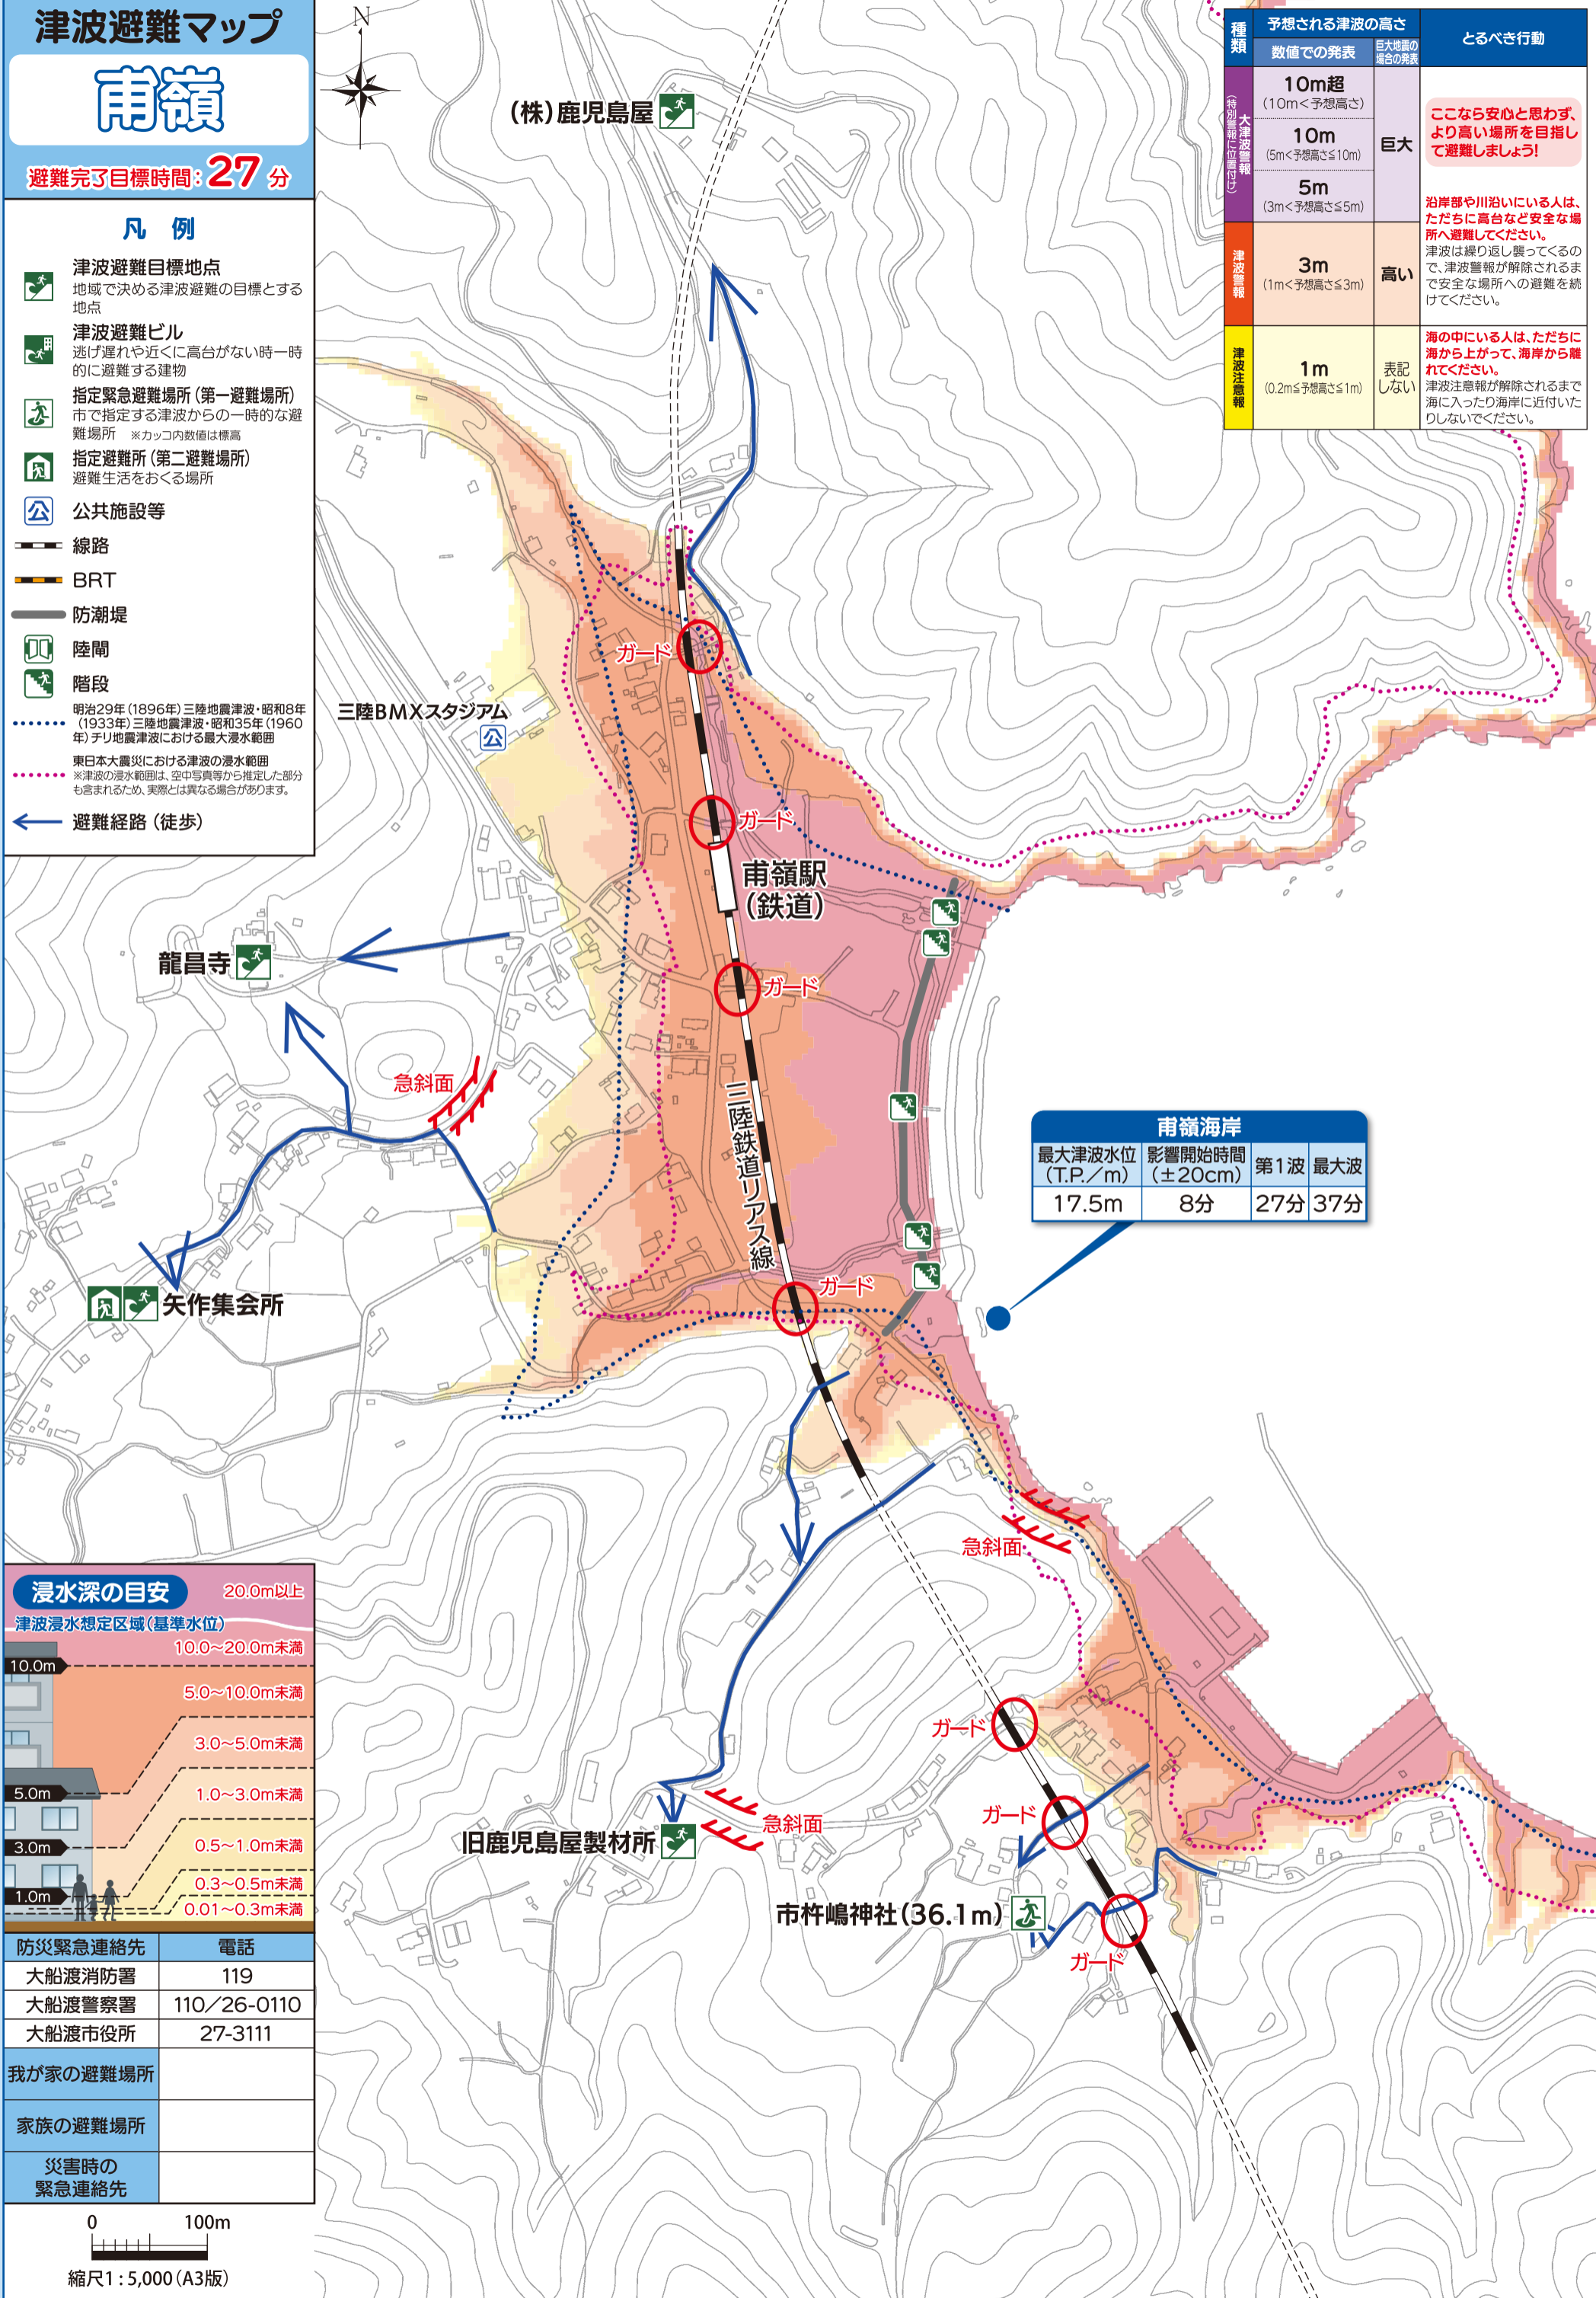 津波避難マップ
甫嶺
避難完了目標時間：27分
凡 例
津波避難目標地点
地域で決める津波避難の目標とする
地点
津波避難ビル
逃げ遅れや近くに高台がない時一時
的に避難する建物
指定緊急避難場所（第一避難場所）
市で指定する津波からの一時的な避
難場所 ※カッコ内数値は標高
指定避難所（第二避難場所）
避難生活をおくる場所
公
公共施設等
線路
BRT
防潮堤
陸閘
階段
明治29年（1896年）三陸地震津波・昭和8年
（1933年）三陸地震津波・昭和35年（1960
年）チリ地震津波における最大浸水範囲
東日本大震災における津波の浸水範囲
※津波の浸水範囲は、空中写真等から推定した部分
も含まれるため、実際とは異なる場合があります。
避難経路（徒歩）
N
種類
予想される津波の高さ
数値での発表
巨大地震の
場合の発表
とるべき行動
大津波警報
（特別警報に位置付け）
10m超
（10m＜予想高さ）
10m
（5m＜予想高さ≦10m）
5m
（3m＜予想高さ≦5m）
巨大
ここなら安心と思わず、
より高い場所を目指し
て避難しましょう！
沿岸部や川沿いにいる人は、
ただちに高台など安全な場
所へ避難してください。
津波は繰り返し襲ってくるの
で、津波警報が解除されるま
で安全な場所への避難を続
けてください。
津波警報
3m
（1m＜予想高さ≦3m）
高い
津波注意報
1m
（0.2m≦予想高さ≦1m）
表記
しない
海の中にいる人は、ただちに
海から上がって、海岸から離
れてください。
津波注意報が解除されるまで
海に入ったり海岸に近付いた
りしないでください。
（株）鹿児島屋
ガード
三陸BMXスタジアム
公
ガード
甫嶺駅
（鉄道）
龍昌寺
ガード
急斜面
三陸鉄道リアス線
甫嶺海岸
最大津波水位
（T.P.／m）
影響開始時間
（±20cm）
第1波
最大波
17.5m
8分
27分
37分
ガード
矢作集会所
急斜面
ガード
急斜面
旧鹿児島屋製材所
ガード
市杵嶋神社（36.1m）
ガード
浸水深の目安
20.0m以上
津波浸水想定区域（基準水位）
10.0～20.0m未満
10.0m
5.0～10.0m未満
3.0～5.0m未満
5.0m
1.0～3.0m未満
3.0m
0.5～1.0m未満
0.3～0.5m未満
1.0m
0.01～0.3m未満
防災緊急連絡先 電話
大船渡消防署 119
大船渡警察署 110／26-0110
大船渡市役所 27-3111
我が家の避難場所
家族の避難場所
災害時の
緊急連絡先
0 100m
縮尺1：5,000（A3版）